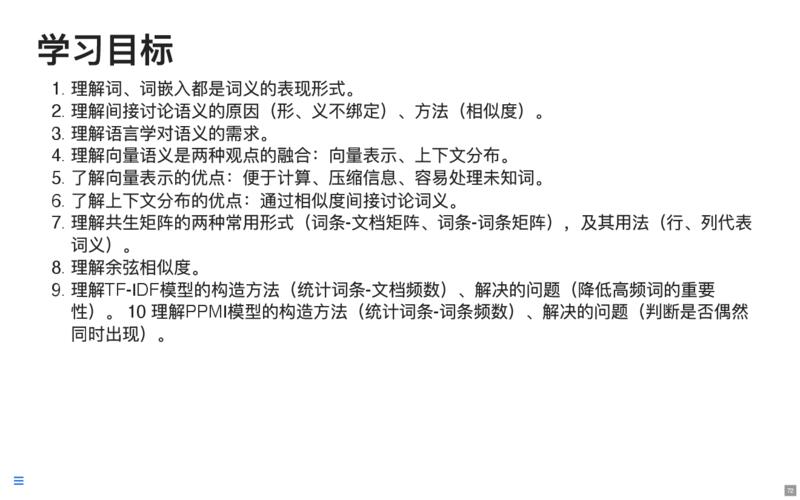 学习目标
1. 理解词、词嵌入都是词义的表现形式。
2. 理解间接讨论语义的原因（形、义不绑定）、方法（相似度）。
3. 理解语言学对语义的需求。
4. 理解向量语义是两种观点的融合：向量表示、上下文分布。
5. 了解向量表示的优点：便于计算、压缩信息、容易处理未知词。
6. 了解上下文分布的优点：通过相似度间接讨论词义。
7. 理解共生矩阵的两种常用形式（词条-文档矩阵、词条-词条矩阵），及其用法（行、列代表
词义）。
8. 理解余弦相似度。
9. 理解TF-IDF模型的构造方法（统计词条-文档频数）、解决的问题（降低高频词的重要
性）。 10 理解PPMI模型的构造方法（统计词条-词条频数）、解决的问题（判断是否偶然
同时出现）。
72